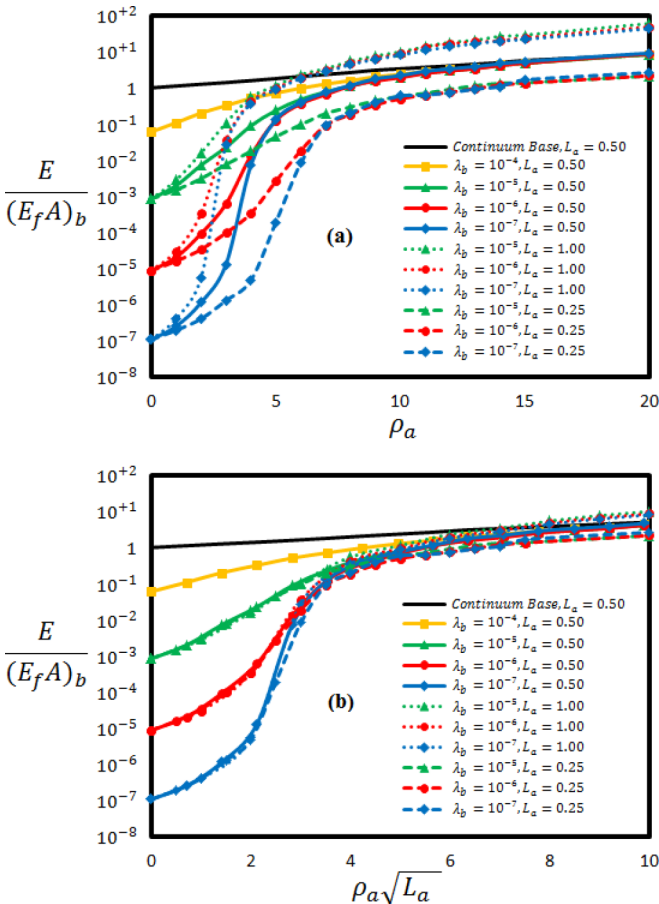 10⁺²
10⁺¹
1
10⁻¹
10⁻²
10⁻³
10⁻⁴
10⁻⁵
10⁻⁶
10⁻⁷
10⁻⁸
E
(E_f A)_b
Continuum Base, L_a = 0.50
λ_b = 10⁻⁴, L_a = 0.50
λ_b = 10⁻⁵, L_a = 0.50
λ_b = 10⁻⁶, L_a = 0.50
λ_b = 10⁻⁷, L_a = 0.50
λ_b = 10⁻⁵, L_a = 1.00
λ_b = 10⁻⁶, L_a = 1.00
λ_b = 10⁻⁷, L_a = 1.00
λ_b = 10⁻⁵, L_a = 0.25
λ_b = 10⁻⁶, L_a = 0.25
λ_b = 10⁻⁷, L_a = 0.25
(a)
0 5 10 15 20
ρ_a
10⁺²
10⁺¹
1
10⁻¹
10⁻²
10⁻³
10⁻⁴
10⁻⁵
10⁻⁶
10⁻⁷
10⁻⁸
E
(E_f A)_b
Continuum Base, L_a = 0.50
λ_b = 10⁻⁴, L_a = 0.50
λ_b = 10⁻⁵, L_a = 0.50
λ_b = 10⁻⁶, L_a = 0.50
λ_b = 10⁻⁷, L_a = 0.50
λ_b = 10⁻⁵, L_a = 1.00
λ_b = 10⁻⁶, L_a = 1.00
λ_b = 10⁻⁷, L_a = 1.00
λ_b = 10⁻⁵, L_a = 0.25
λ_b = 10⁻⁶, L_a = 0.25
λ_b = 10⁻⁷, L_a = 0.25
(b)
0 2 4 6 8 10
ρ_a√L_a